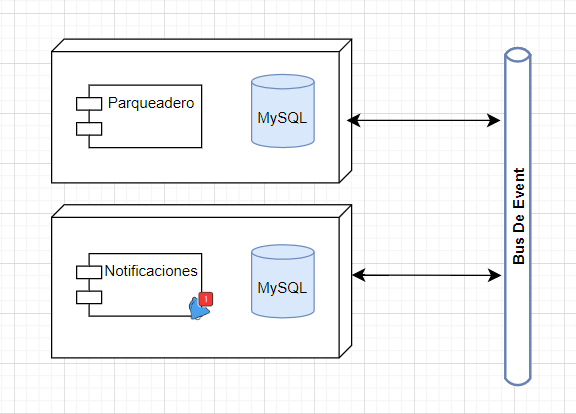 Parqueadero
MySQL
Notificaciones
1
MySQL
Bus De Event